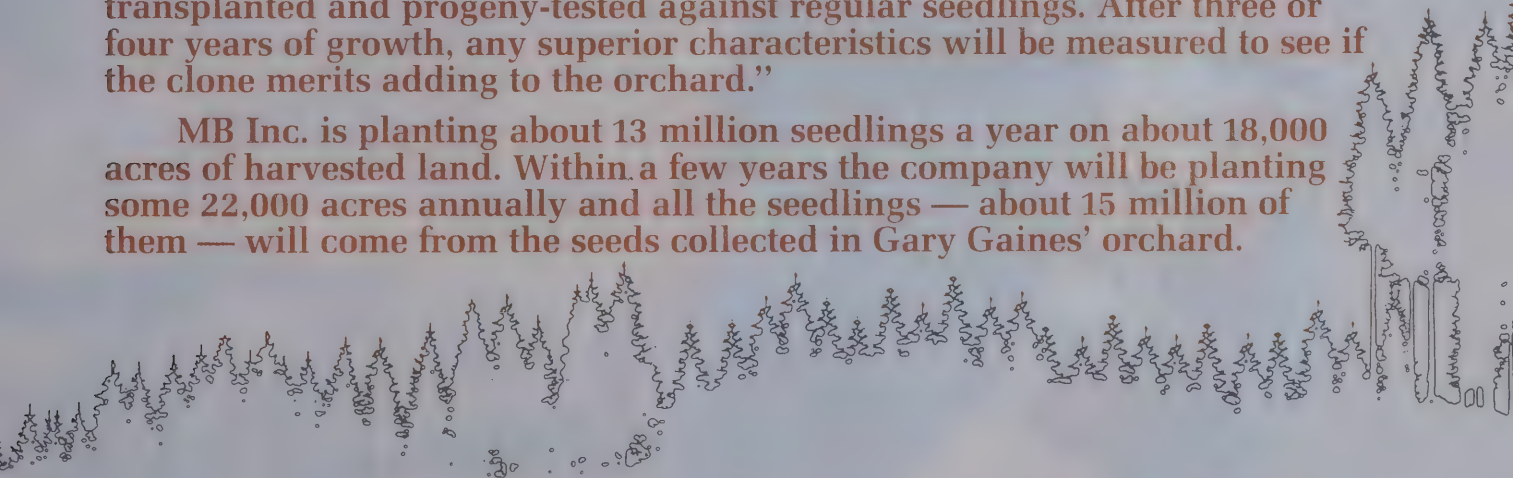 transplanted and progeny-tested against regular seedlings. After three or
four years of growth, any superior characteristics will be measured to see if
the clone merits adding to the orchard.”
MB Inc. is planting about 13 million seedlings a year on about 18,000
acres of harvested land. Within a few years the company will be planting
some 22,000 acres annually and all the seedlings — about 15 million of
them — will come from the seeds collected in Gary Gaines’ orchard.